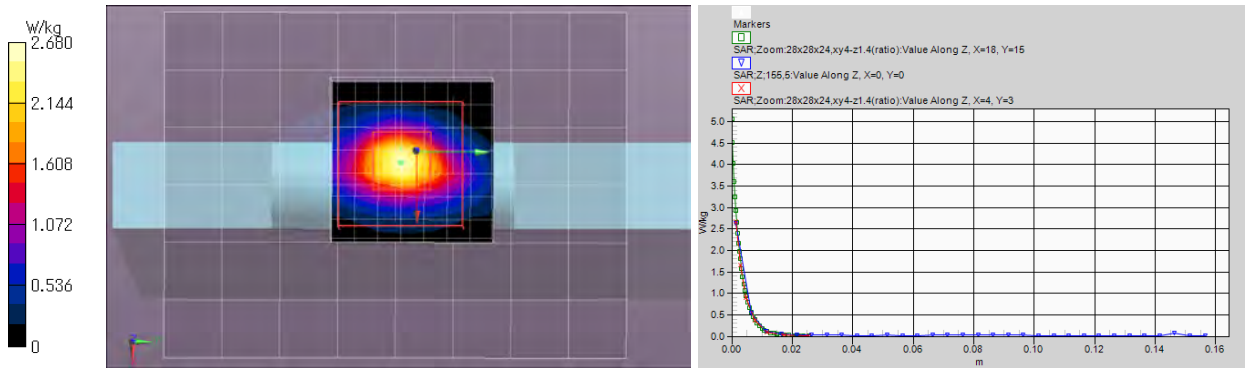 W/kg
2.680
2.144
1.608
1.072
0.536
0
Markers
SAR;Zoom:28x28x24,xy4-z1.4(ratio):Value Along Z, X=18, Y=15
SAR;Z;155,5:Value Along Z, X=0, Y=0
SAR;Zoom:28x28x24,xy4-z1.4(ratio):Value Along Z, X=4, Y=3
5.0
4.5
4.0
3.5
3.0
2.5
2.0
1.5
1.0
0.5
0.0
W/kg
0.00 0.02 0.04 0.06 0.08 0.10 0.12 0.14 0.16
m